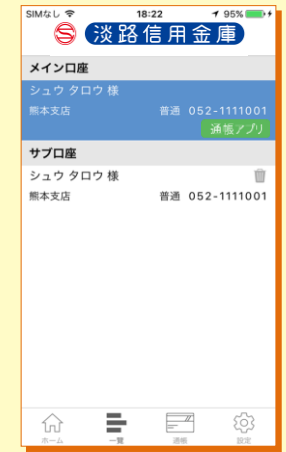 SIMなし 18:22 95%
淡路信用金庫
メイン口座
シュウ タロウ 様
熊本支店 普通 052-1111001
通帳アプリ
サブ口座
シュウ タロウ 様
熊本支店 普通 052-1111001
ホーム 一覧 通帳 設定